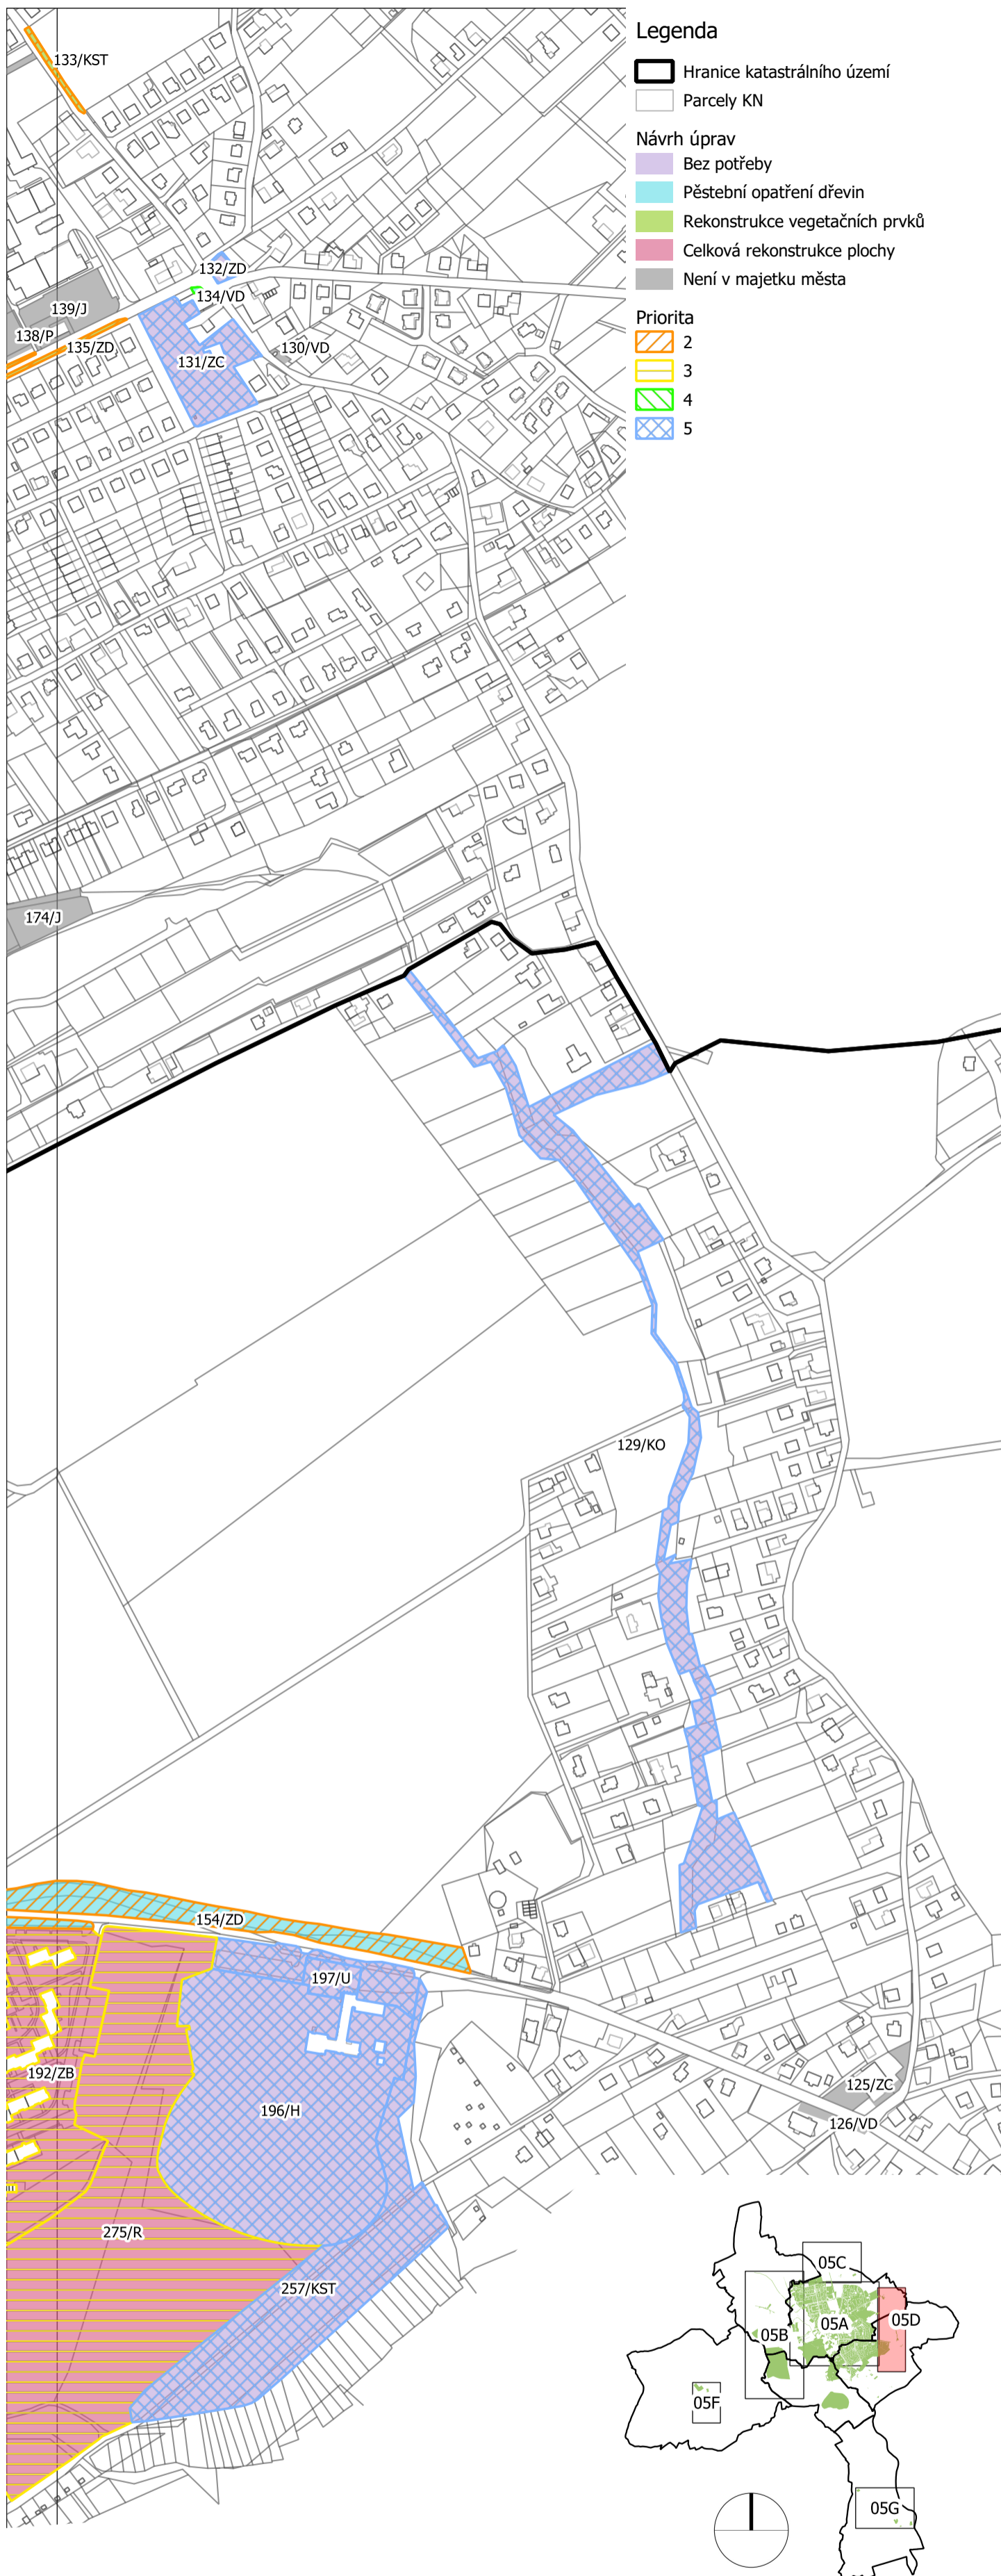 Legenda
Hranice katastrálního území
Parcely KN
Návrh úprav
Bez potřeby
Pěstební opatření dřevin
Rekonstrukce vegetačních prvků
Celková rekonstrukce plochy
Není v majetku města
Priorita
2
3
4
5
133/KST
132/ZD
134/VD
139/J
138/P
135/ZD
130/VD
131/ZC
174/J
129/KO
154/ZD
197/U
192/ZB
125/ZC
196/H
126/VD
275/R
257/KST
05C
05D
05A
05B
05F
05G